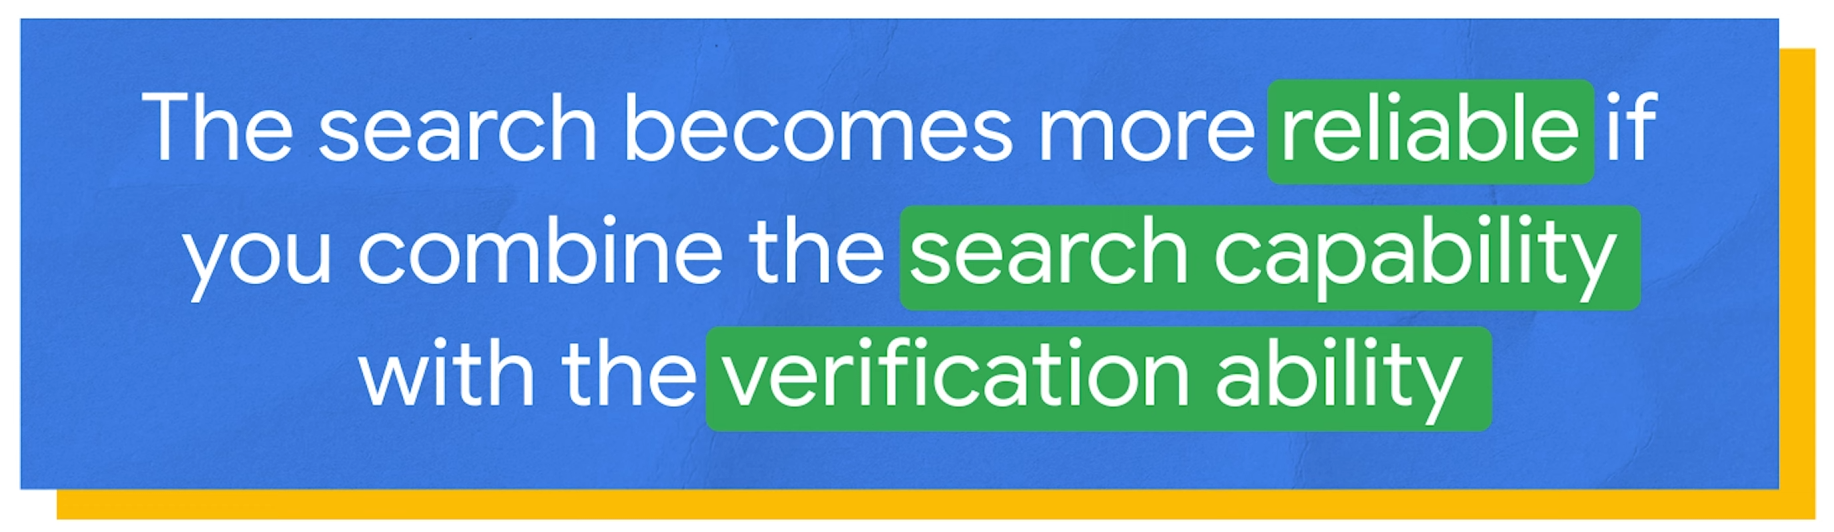 The search becomes more reliable if
you combine the search capability
with the verification ability